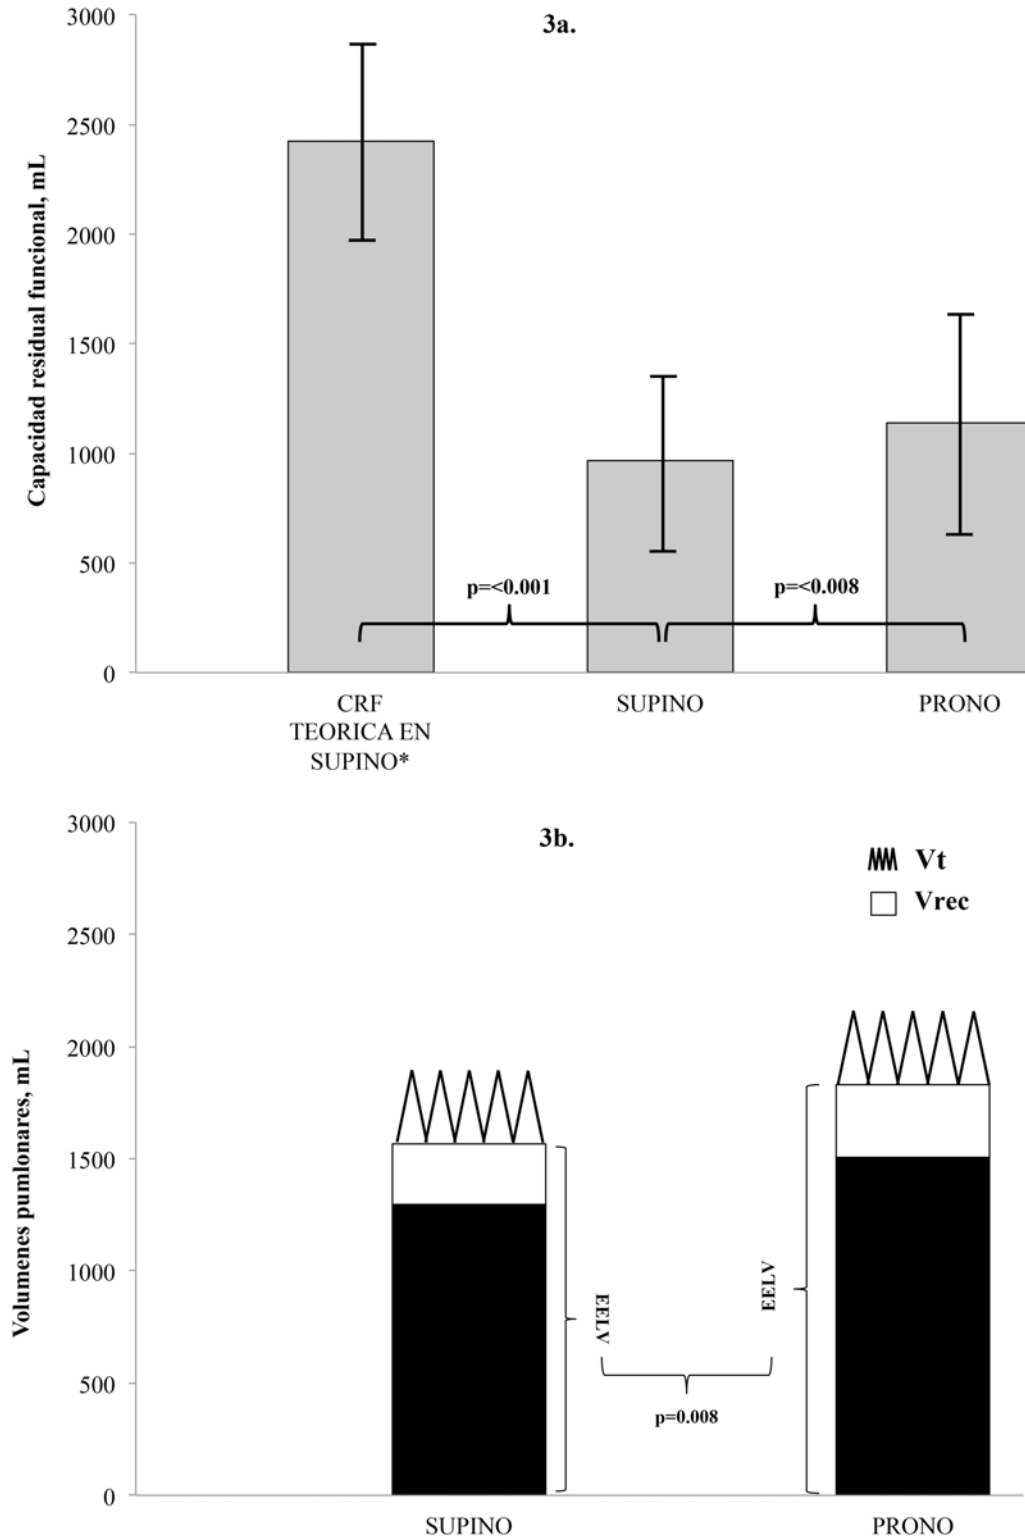 3a.
3000
2500
2000
1500
1000
500
0
Capacidad residual funcional, mL
p=<0.001
p=<0.008
CRF
TEORICA EN
SUPINO*
SUPINO
PRONO
3b.
3000
2500
2000
1500
1000
500
0
Volumenes pumlonares, mL
Vt
Vrec
EELV
EELV
p=0.008
SUPINO
PRONO